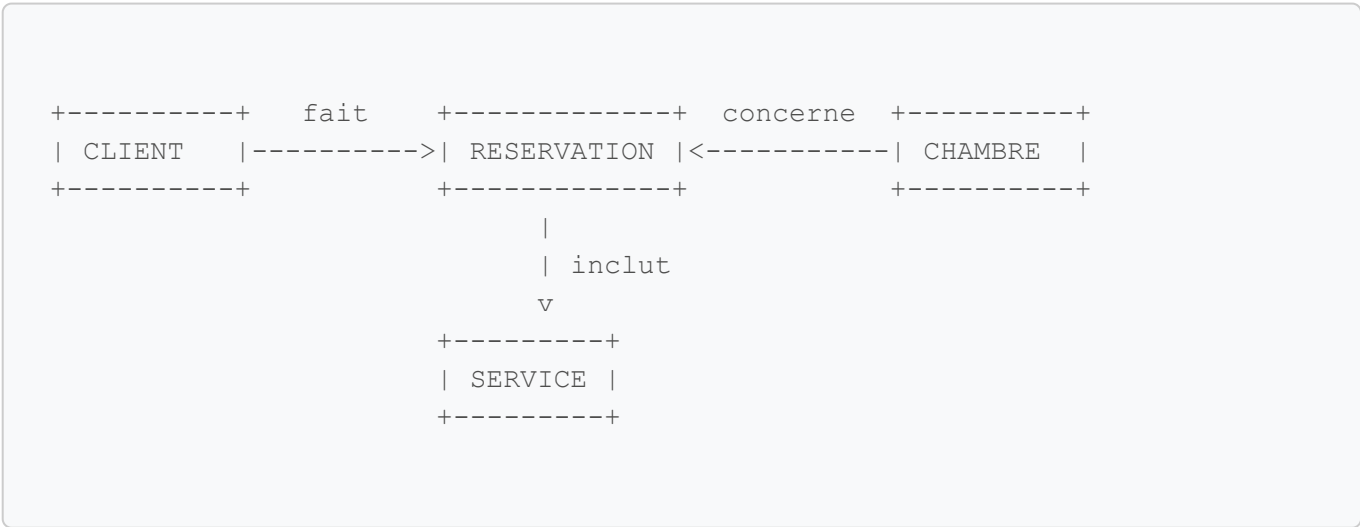 +----------+   fait    +-------------+  concerne  +----------+
| CLIENT   |---------->| RESERVATION |<-----------| CHAMBRE  |
+----------+           +-------------+            +----------+
                             |
                             | inclut
                             v
                       +---------+
                       | SERVICE |
                       +---------+